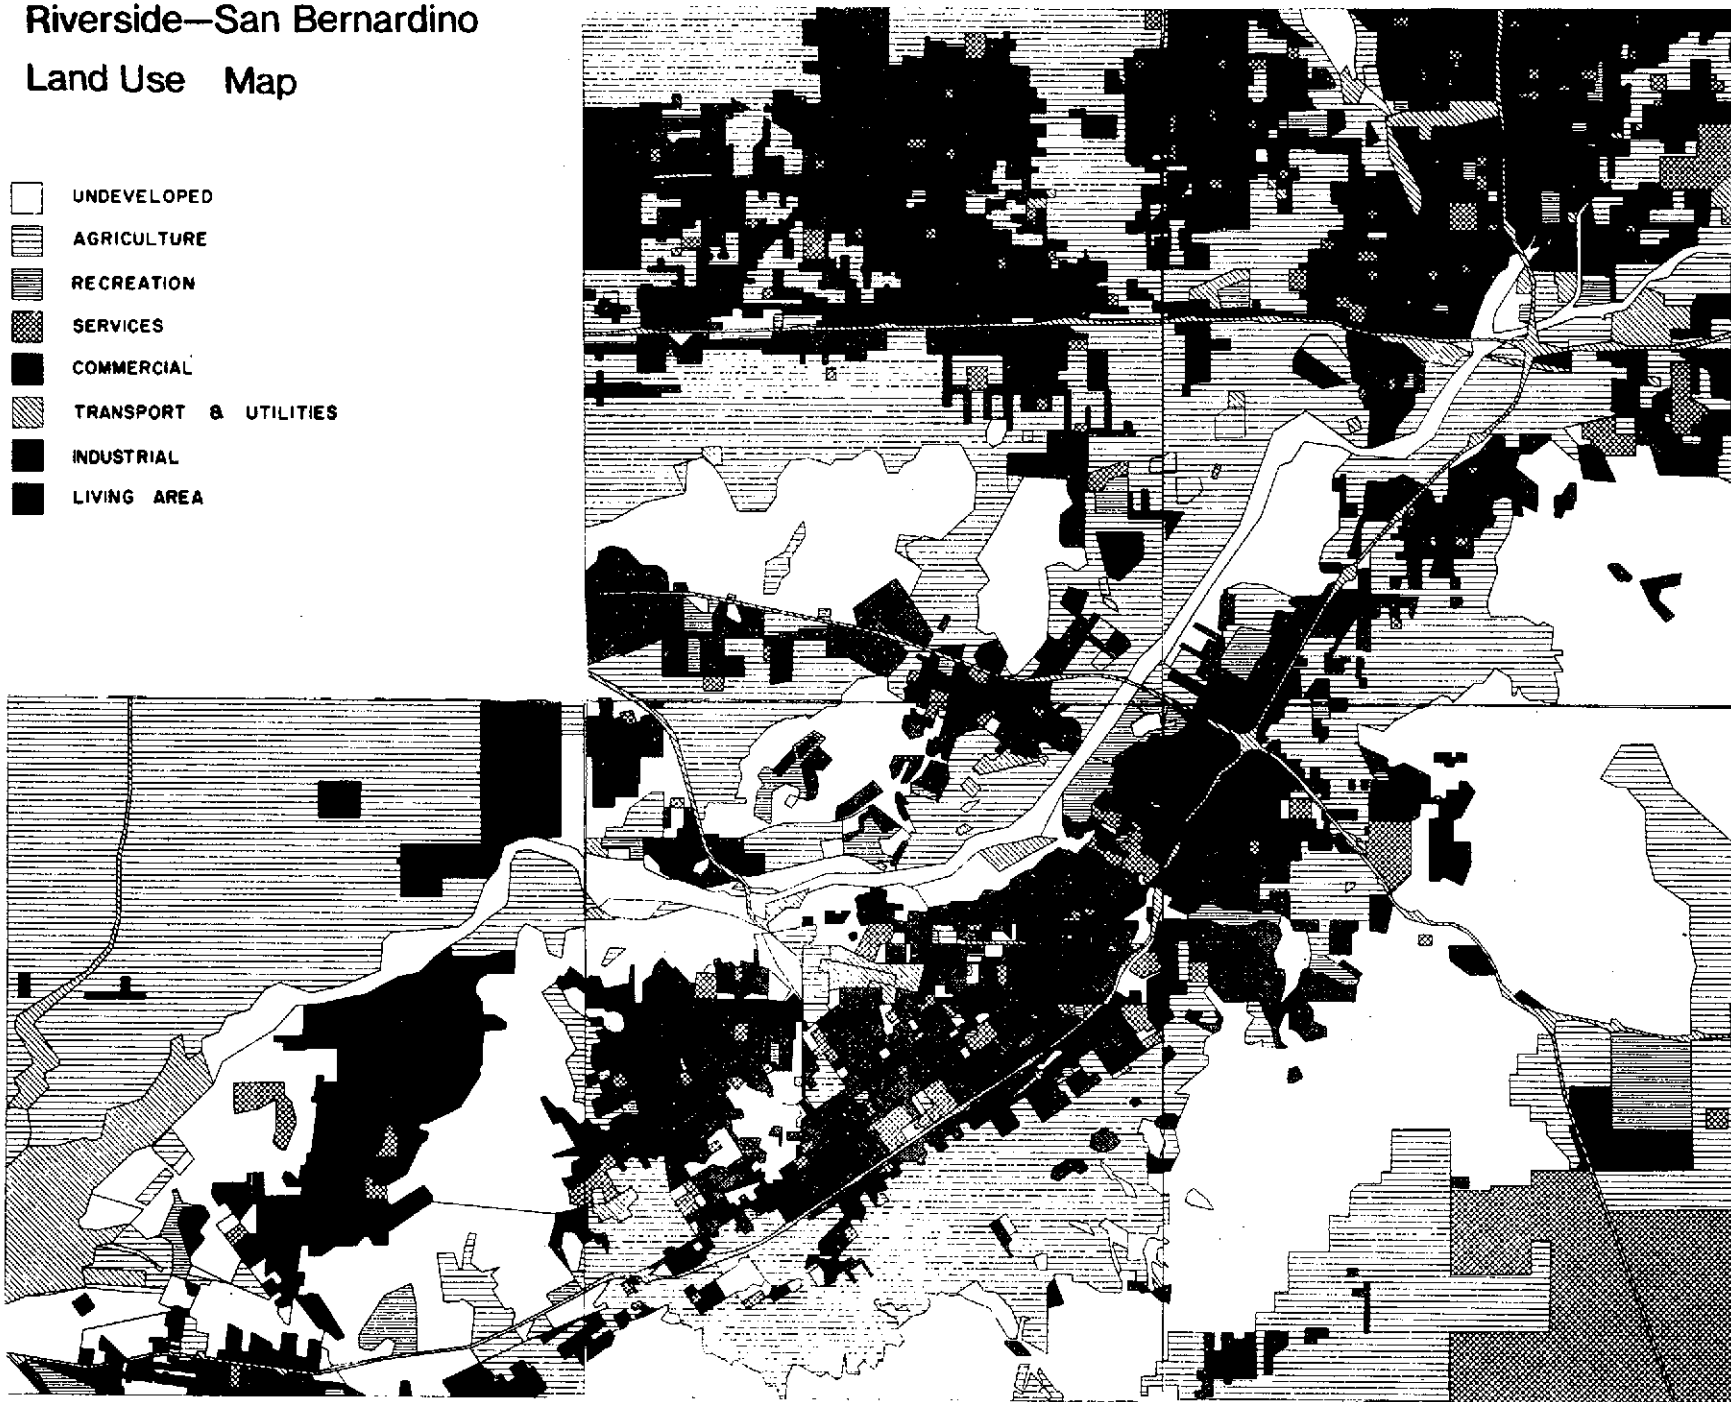 Riverside—San Bernardino
Land Use Map
UNDEVELOPED
AGRICULTURE
RECREATION
SERVICES
COMMERCIAL
TRANSPORT & UTILITIES
INDUSTRIAL
LIVING AREA